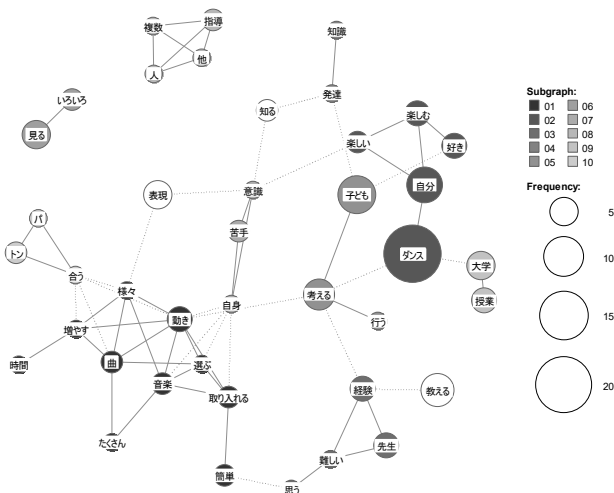 複数
指導
人
他
知識
発達
いろいろ
見る
知る
楽しい
楽しむ
好き
意識
子ども
自分
表現
苦手
ダンス
パ
トン
合う
様々
自身
考える
大学
授業
増やす
動き
行う
時間
曲
選ぶ
音楽
取り入れる
経験
教える
たくさん
先生
簡単
難しい
思う
Subgraph:
01 06
02 07
03 08
04 09
05 10
Frequency:
5
10
15
20